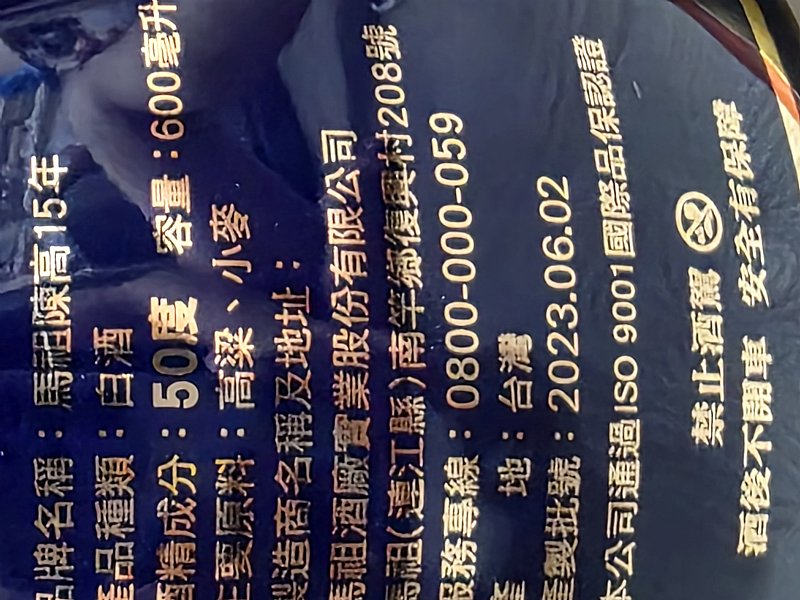 品牌名稱：馬祖陳高15年
產品種類：白酒
酒精成分：50度 容量：600毫升
主要原料：高粱、小麥
製造商名稱及地址：
馬祖酒廠實業股份有限公司
馬祖(連江縣)南竿鄉復興村208號
服務專線：0800-000-059
產 地：台灣
產製批號：2023.06.02
本公司通過ISO 9001國際品保認證
禁止酒駕
酒後不開車 安全有保障